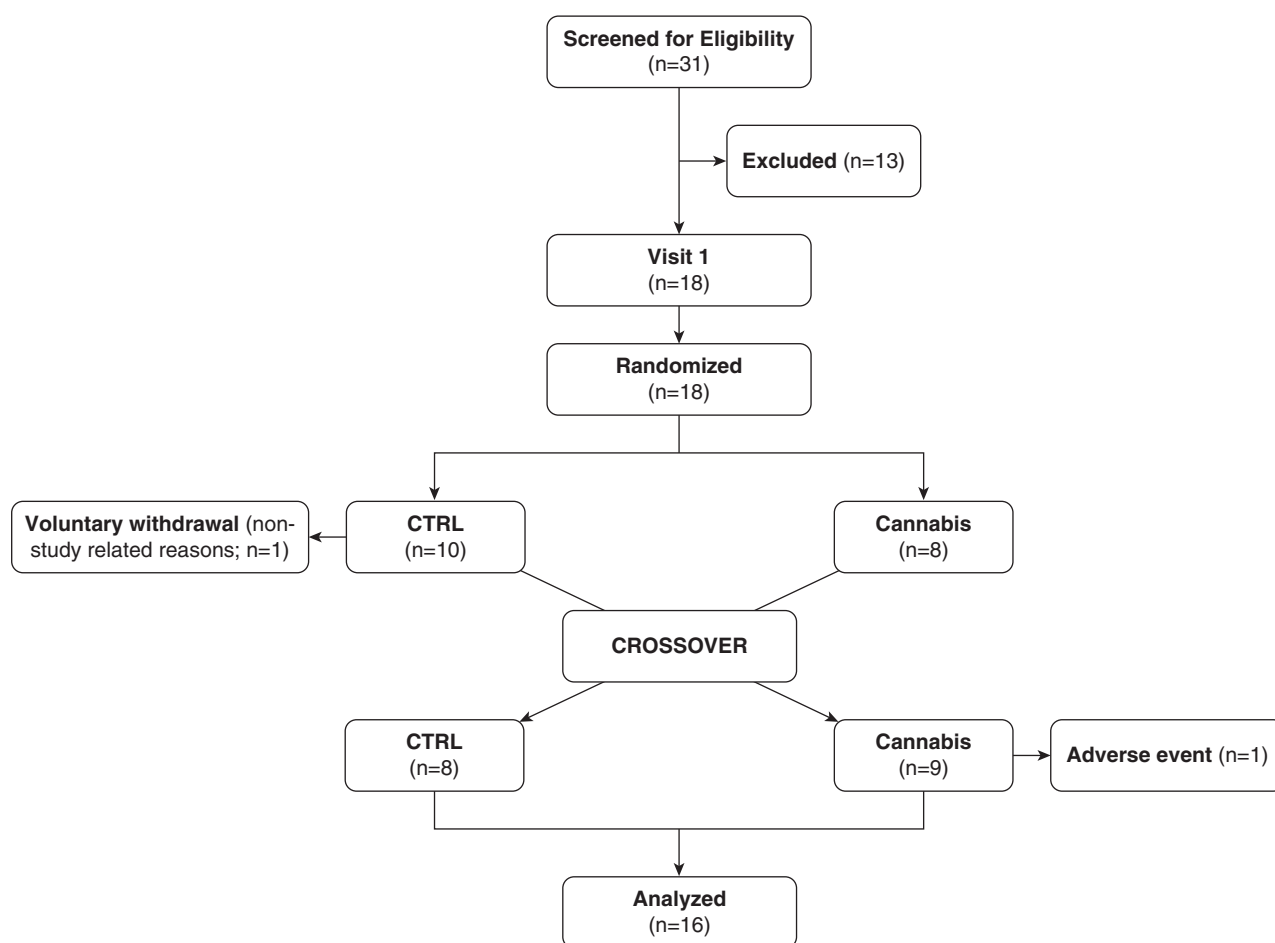 Screened for Eligibility
(n=31)
Excluded (n=13)
Visit 1
(n=18)
Randomized
(n=18)
Voluntary withdrawal (non-
study related reasons; n=1)
CTRL
(n=10)
Cannabis
(n=8)
CROSSOVER
CTRL
(n=8)
Cannabis
(n=9)
Adverse event (n=1)
Analyzed
(n=16)